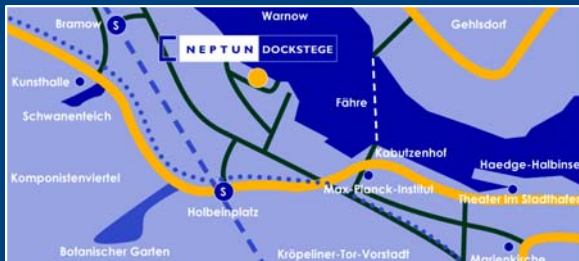 Warnow
Bramow
S
Gehlsdorf
NEPTUN DOCKSTEGE
Kunsthalle
Fähre
Schwanenteich
Kabutzenhof
Haedge-Halbinsel
Komponistenviertel
S
Max-Planck-Institut
Theater im Stadthafen
Holbeinplatz
Botanischer Garten
Kröpeliner-Tor-Vorstadt
Marienkirche